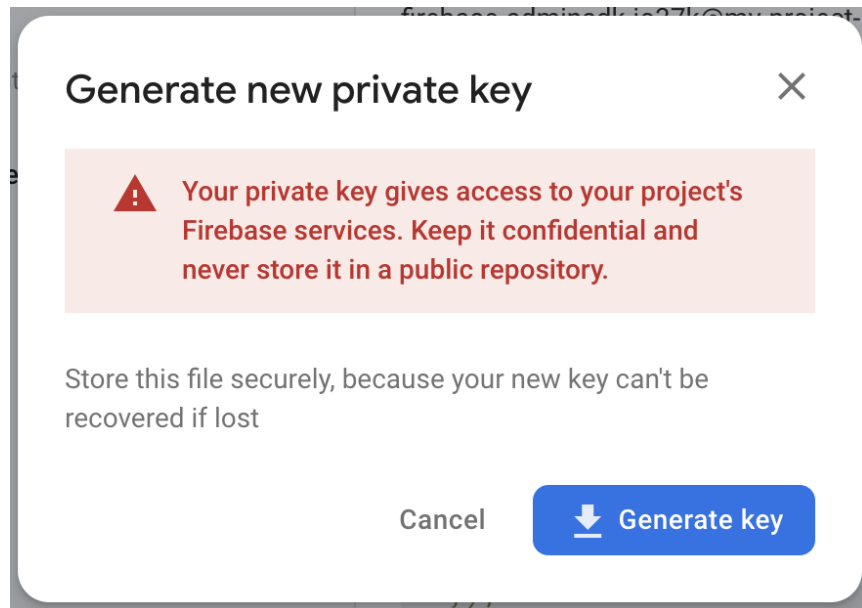 Generate new private key
Your private key gives access to your project's
Firebase services. Keep it confidential and
never store it in a public repository.
Store this file securely, because your new key can't be
recovered if lost
Cancel
Generate key